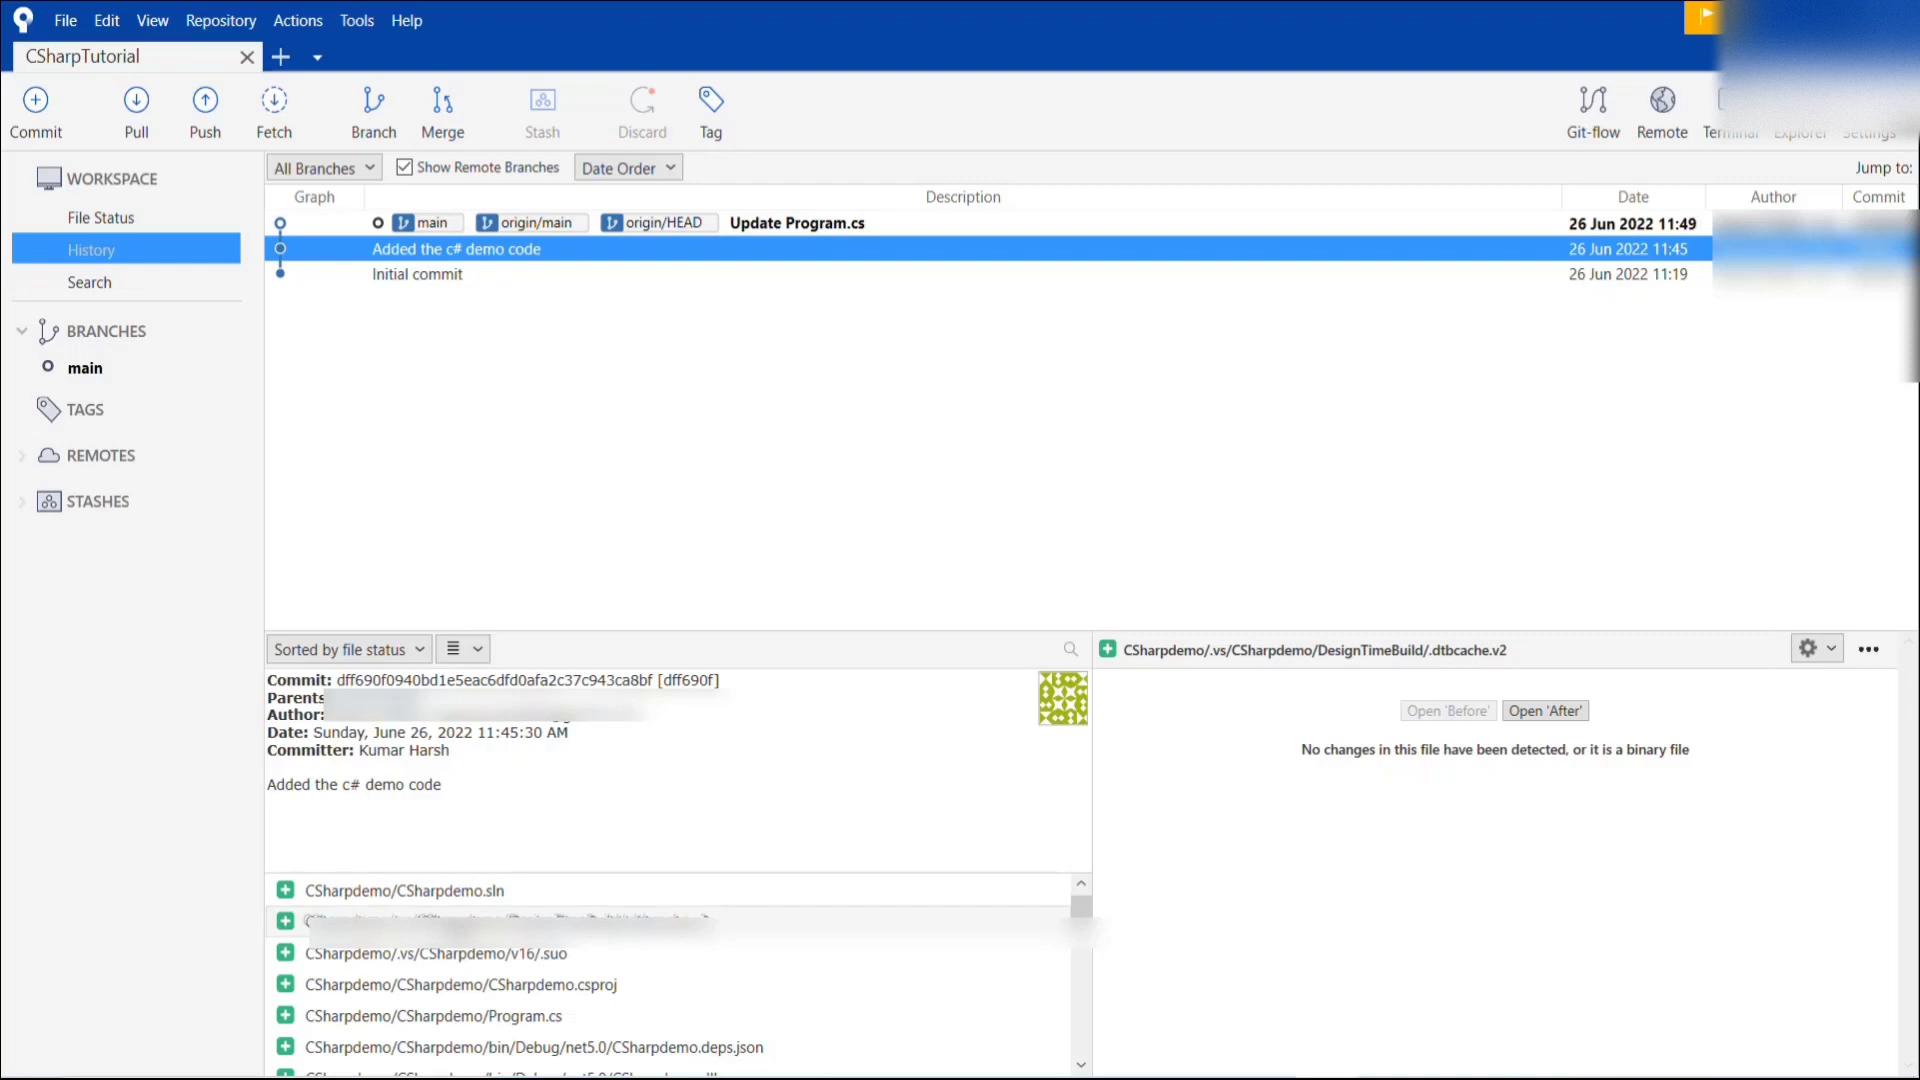 File Edit View Repository Actions Tools Help
CSharpTutorial
Commit Pull Push Fetch Branch Merge Stash Discard Tag Git-flow Remote Terminal Explorer Settings
WORKSPACE
File Status
History
Search
BRANCHES
main
TAGS
REMOTES
STASHES
All Branches Show Remote Branches Date Order Jump to:
Graph Description Date Author Commit
main origin/main origin/HEAD Update Program.cs 26 Jun 2022 11:49
Added the c# demo code 26 Jun 2022 11:45
Initial commit 26 Jun 2022 11:19
Sorted by file status
Commit: dff690f0940bd1e5eac6dfd0afa2c37c943ca8bf [dff690f]
Parents
Author:
Date: Sunday, June 26, 2022 11:45:30 AM
Committer: Kumar Harsh
Added the c# demo code
CSharpdemo/CSharpdemo.sln
CSharpdemo/.vs/CSharpdemo/v16/.suo
CSharpdemo/CSharpdemo/CSharpdemo.csproj
CSharpdemo/CSharpdemo/Program.cs
CSharpdemo/CSharpdemo/bin/Debug/net5.0/CSharpdemo.deps.json
CSharpdemo/.vs/CSharpdemo/DesignTimeBuild/.dtbcache.v2
Open 'Before' Open 'After'
No changes in this file have been detected, or it is a binary file